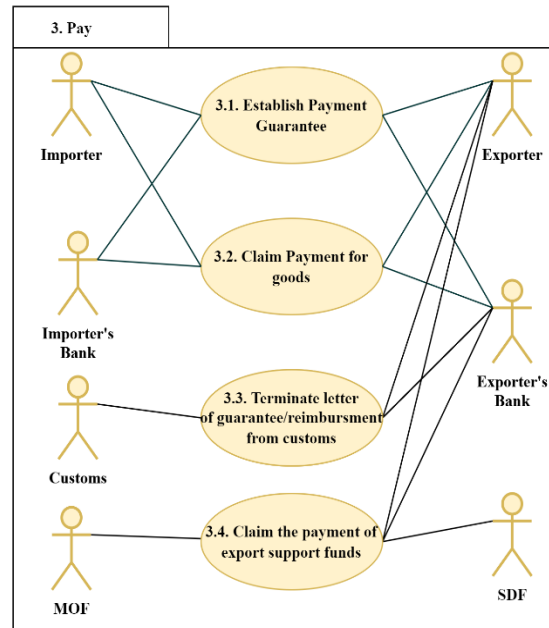 3. Pay
3.1. Establish Payment
Guarantee
Importer
Exporter
3.2. Claim Payment for
goods
Importer's
Bank
Exporter's
Bank
3.3. Terminate letter
of guarantee/reimbursment
from customs
Customs
3.4. Claim the payment of
export support funds
MOF
SDF